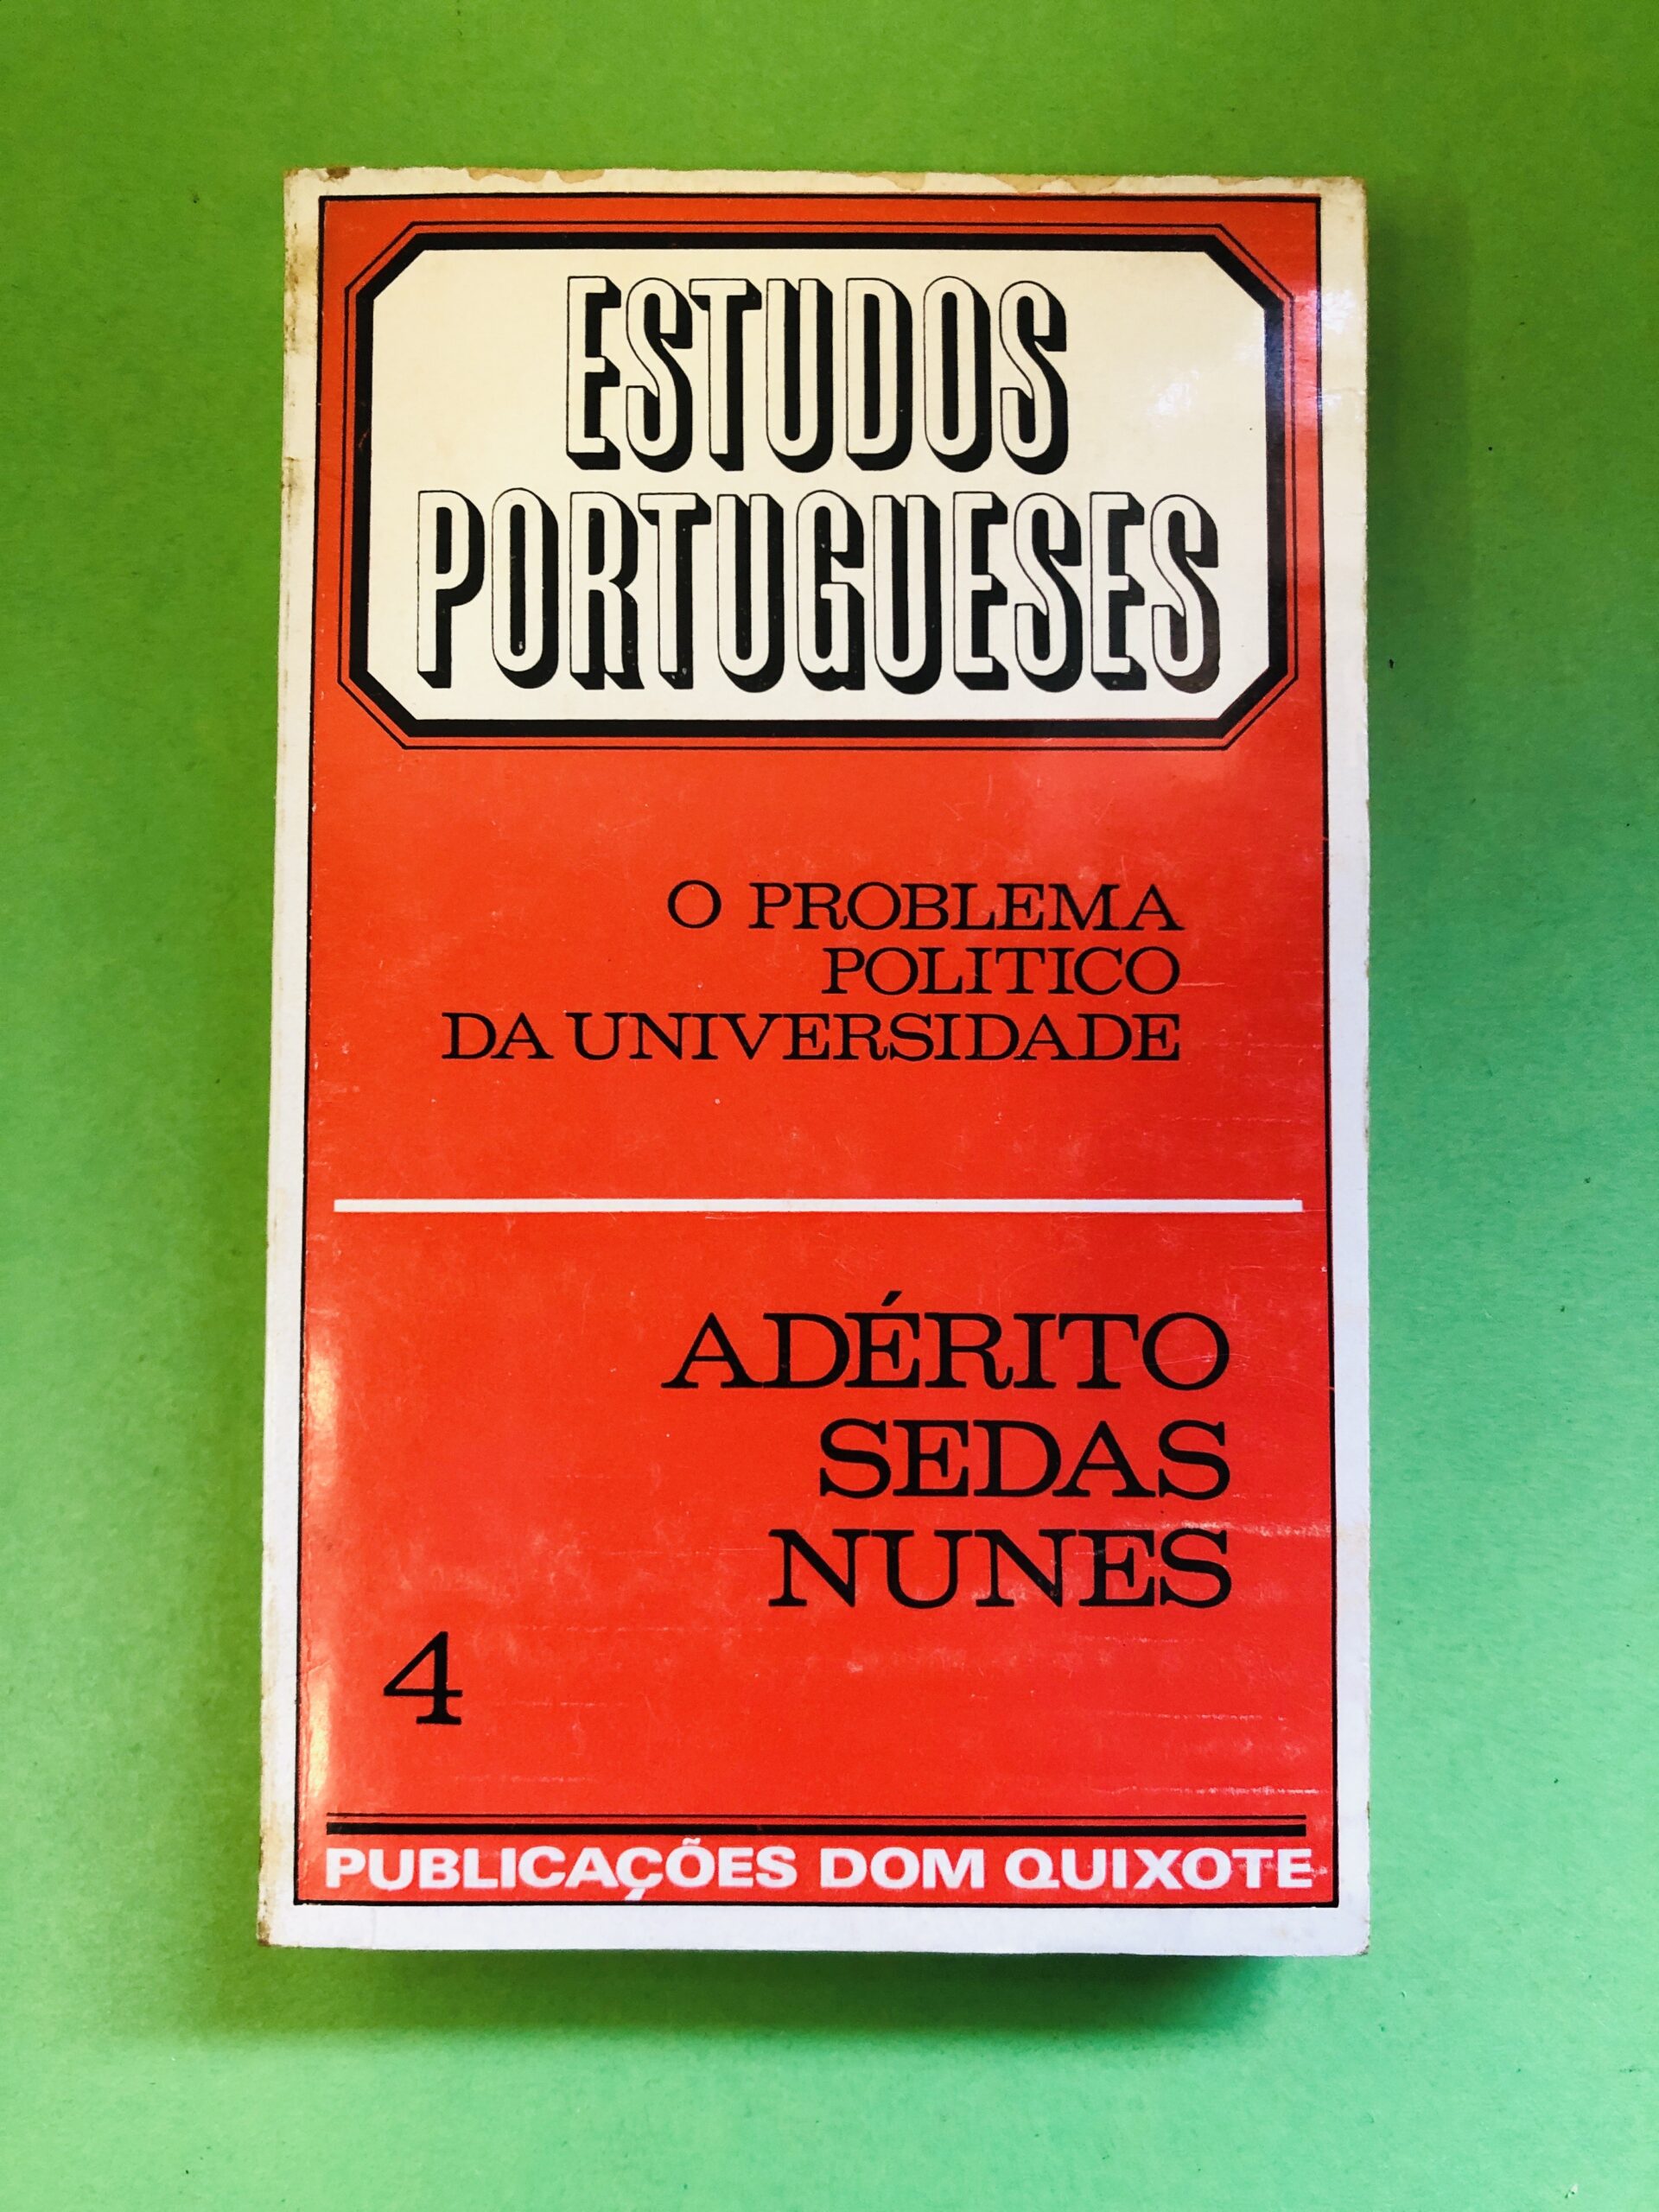 ESTUDOS
PORTUGUESES
O PROBLEMA
POLITICO
DA UNIVERSIDADE
ADÉRITO
SEDAS
NUNES
4
PUBLICAÇÕES DOM QUIXOTE